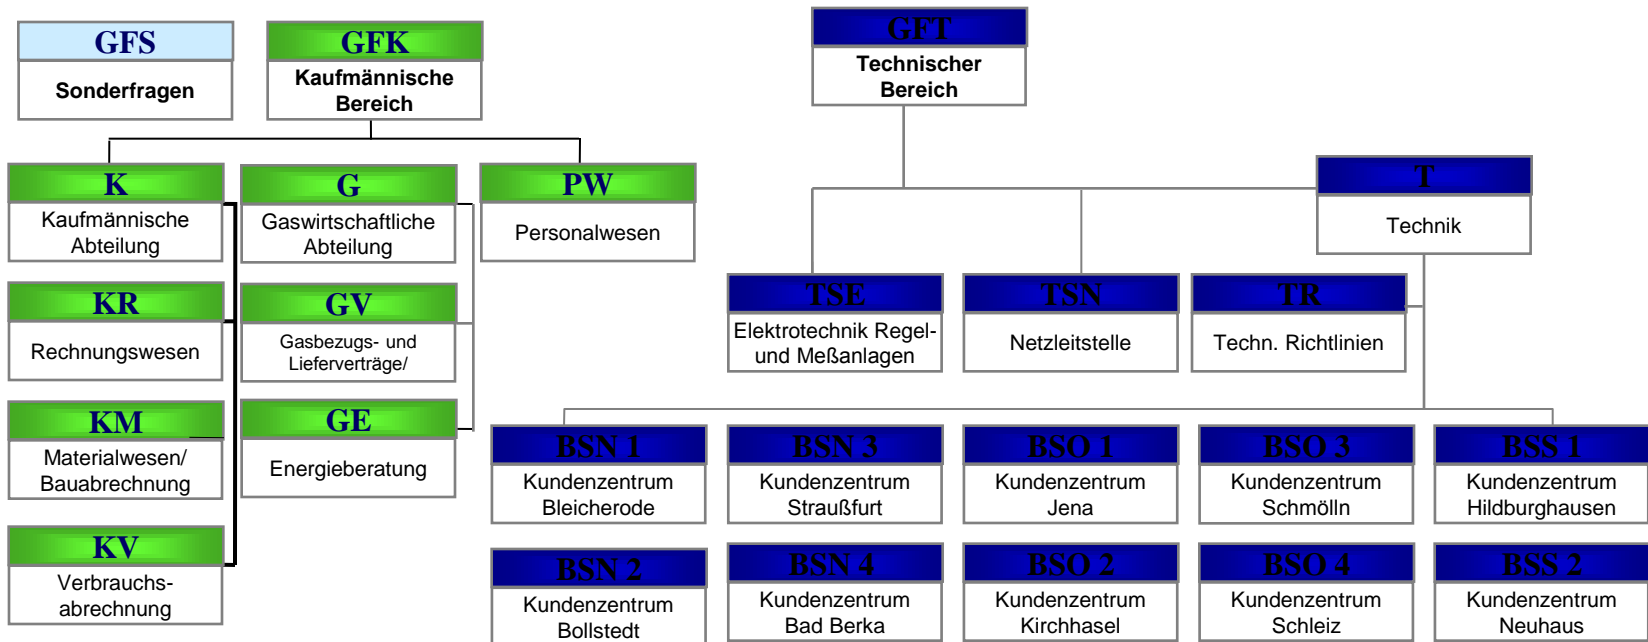 GFS
Sonderfragen
GFK
Kaufmännische
Bereich
GFT
Technischer
Bereich
K
Kaufmännische
Abteilung
G
Gaswirtschaftliche
Abteilung
PW
Personalwesen
T
Technik
KR
Rechnungswesen
GV
Gasbezugs- und
Lieferverträge/
TSE
Elektrotechnik Regel-
und Meßanlagen
TSN
Netzleitstelle
TR
Techn. Richtlinien
KM
Materialwesen/
Bauabrechnung
GE
Energieberatung
BSN 1
Kundenzentrum
Bleicherode
BSN 3
Kundenzentrum
Straußfurt
BSO 1
Kundenzentrum
Jena
BSO 3
Kundenzentrum
Schmölln
BSS 1
Kundenzentrum
Hildburghausen
KV
Verbrauchs-
abrechnung
BSN 2
Kundenzentrum
Bollstedt
BSN 4
Kundenzentrum
Bad Berka
BSO 2
Kundenzentrum
Kirchhasel
BSO 4
Kundenzentrum
Schleiz
BSS 2
Kundenzentrum
Neuhaus